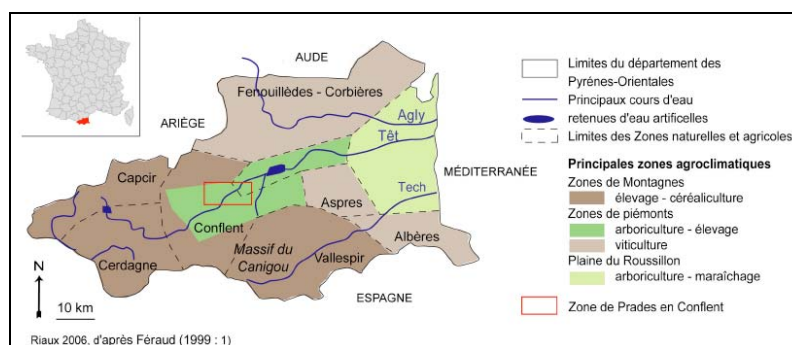 AUDE
Fenouillèdes - Corbières
Agly
ARIÈGE
Têt
MÉDITERRANÉE
Capcir
Tech
Aspres
Conflent
Albères
Massif du
Canigou
Vallespir
Cerdagne
N
10 km
ESPAGNE
Riaux 2006, d'après Féraud (1999 : 1)
Limites du département des
Pyrénes-Orientales
Principaux cours d'eau
retenues d'eau artificelles
Limites des Zones naturelles et agricoles
Principales zones agroclimatiques
Zones de Montagnes
élevage - céréaliculture
Zones de piémonts
arboriculture - élevage
viticulture
Plaine du Roussillon
arboriculture - maraîchage
Zone de Prades en Conflent